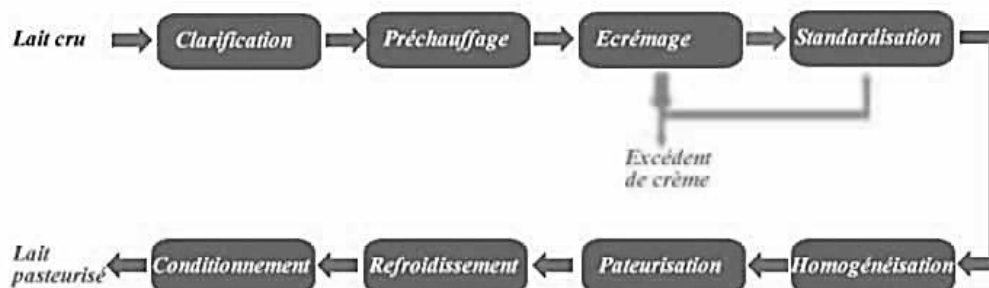 Lait cru
Clarification
Préchauffage
Ecrémage
Standardisation
Excédent
de crème
Lait
pasteurisé
Conditionnement
Refroidissement
Pateurisation
Homogénéisation